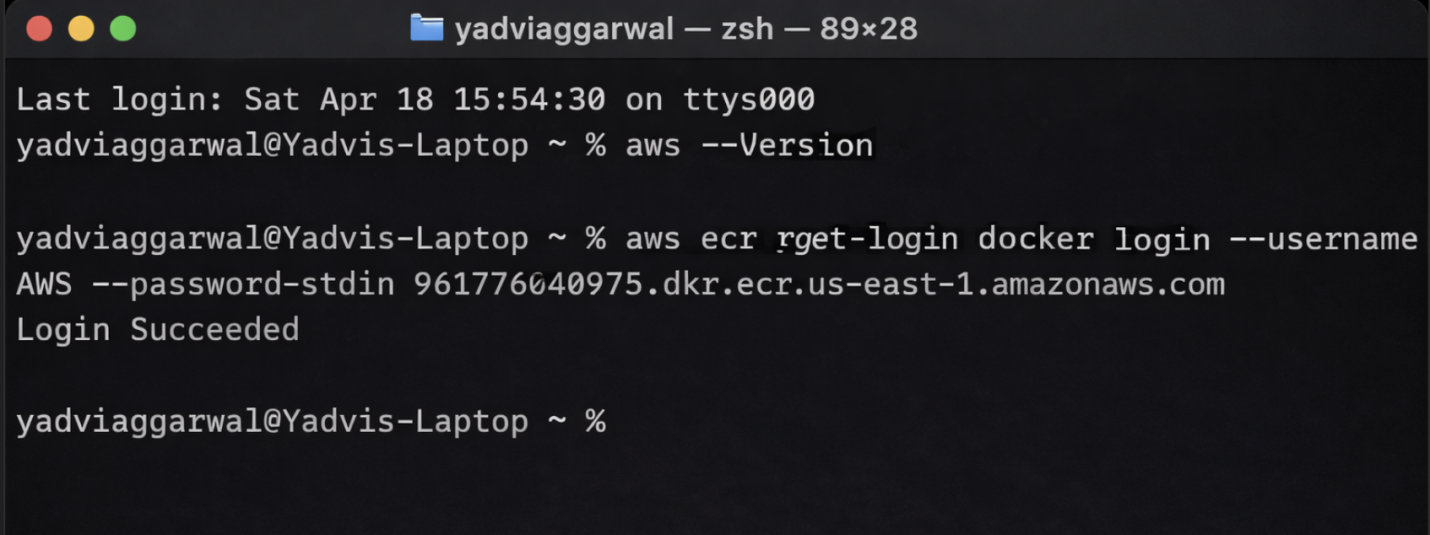 yadviaggarwal — zsh — 89×28
Last login: Sat Apr 18 15:54:30 on ttys000
yadviaggarwal@Yadvis-Laptop ~ % aws --Version
yadviaggarwal@Yadvis-Laptop ~ % aws ecr rget-login docker login --username
AWS --password-stdin 961776040975.dkr.ecr.us-east-1.amazonaws.com
Login Succeeded
yadviaggarwal@Yadvis-Laptop ~ %